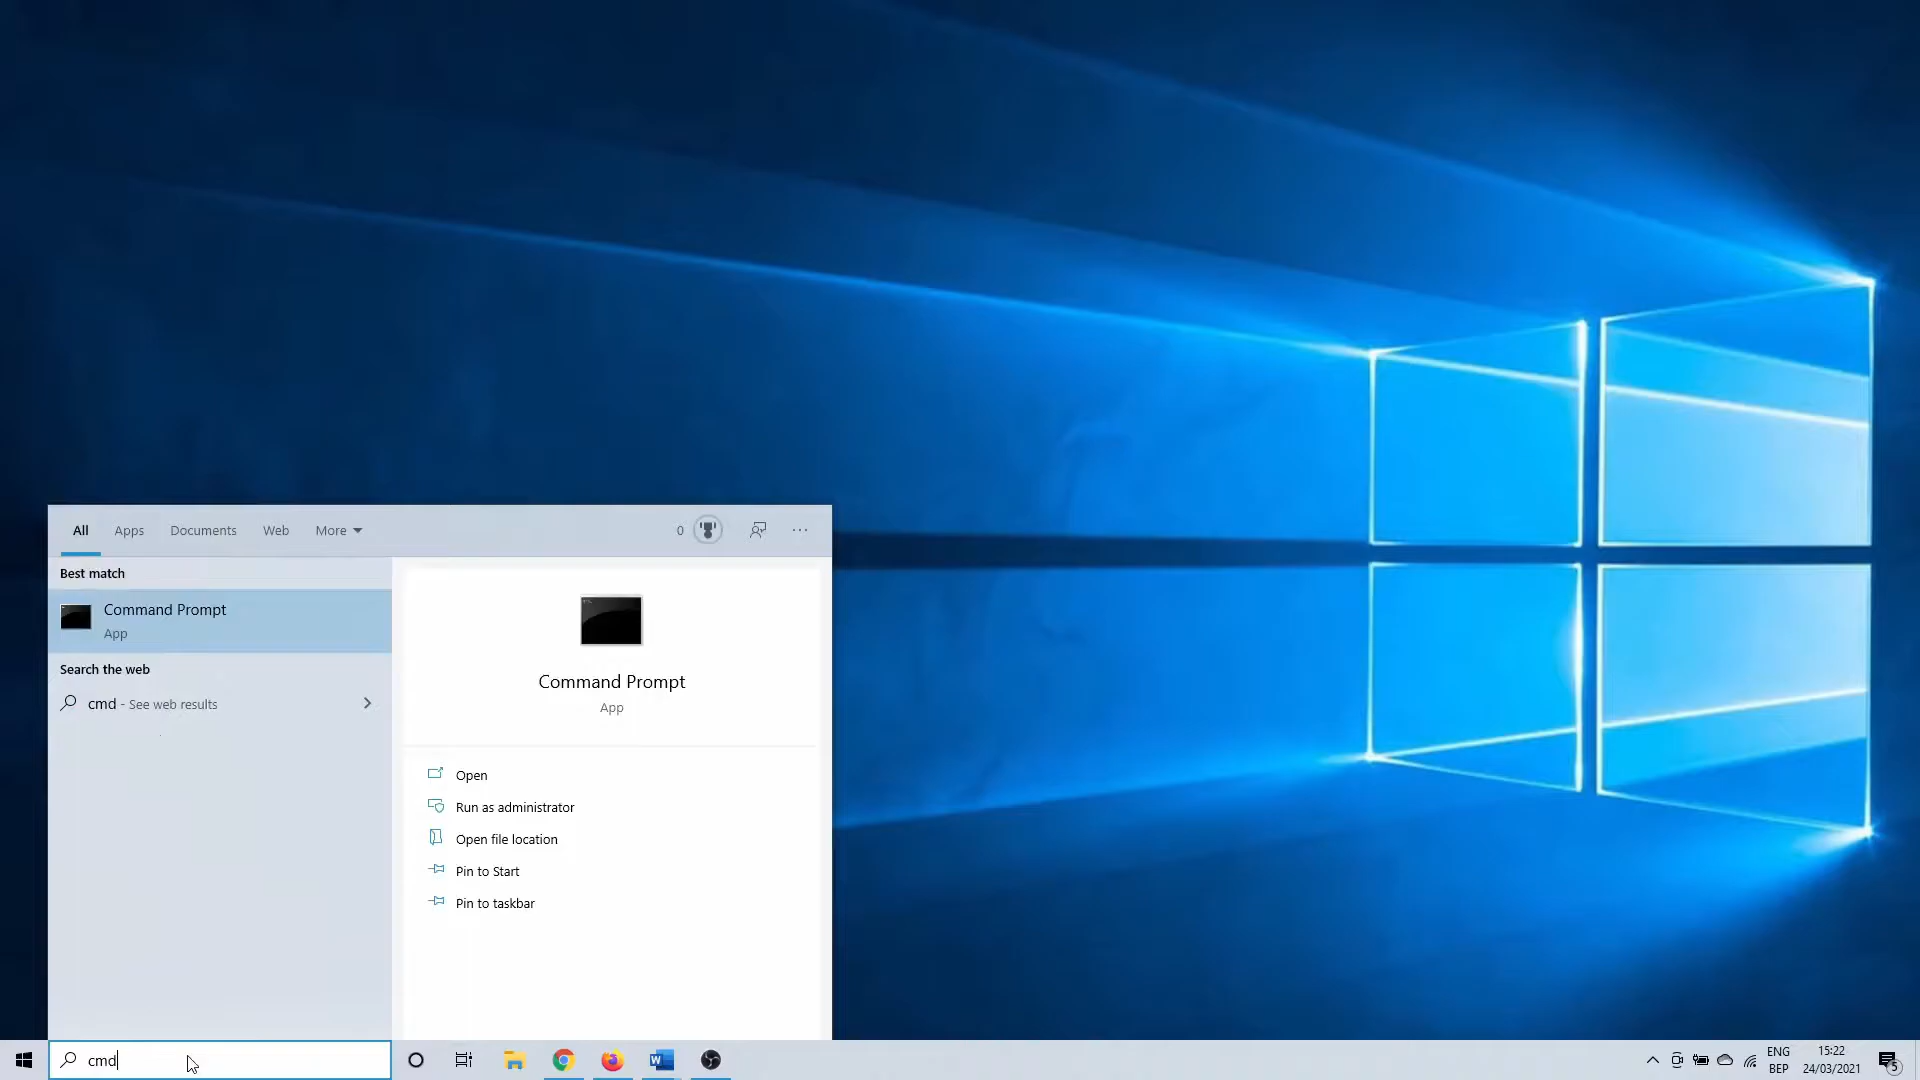 All Apps Documents Web More 0
Best match
Command Prompt
App
Search the web
cmd - See web results
Command Prompt
App
Open
Run as administrator
Open file location
Pin to Start
Pin to taskbar
cmd
ENG
BEP
15:22
24/03/2021
5